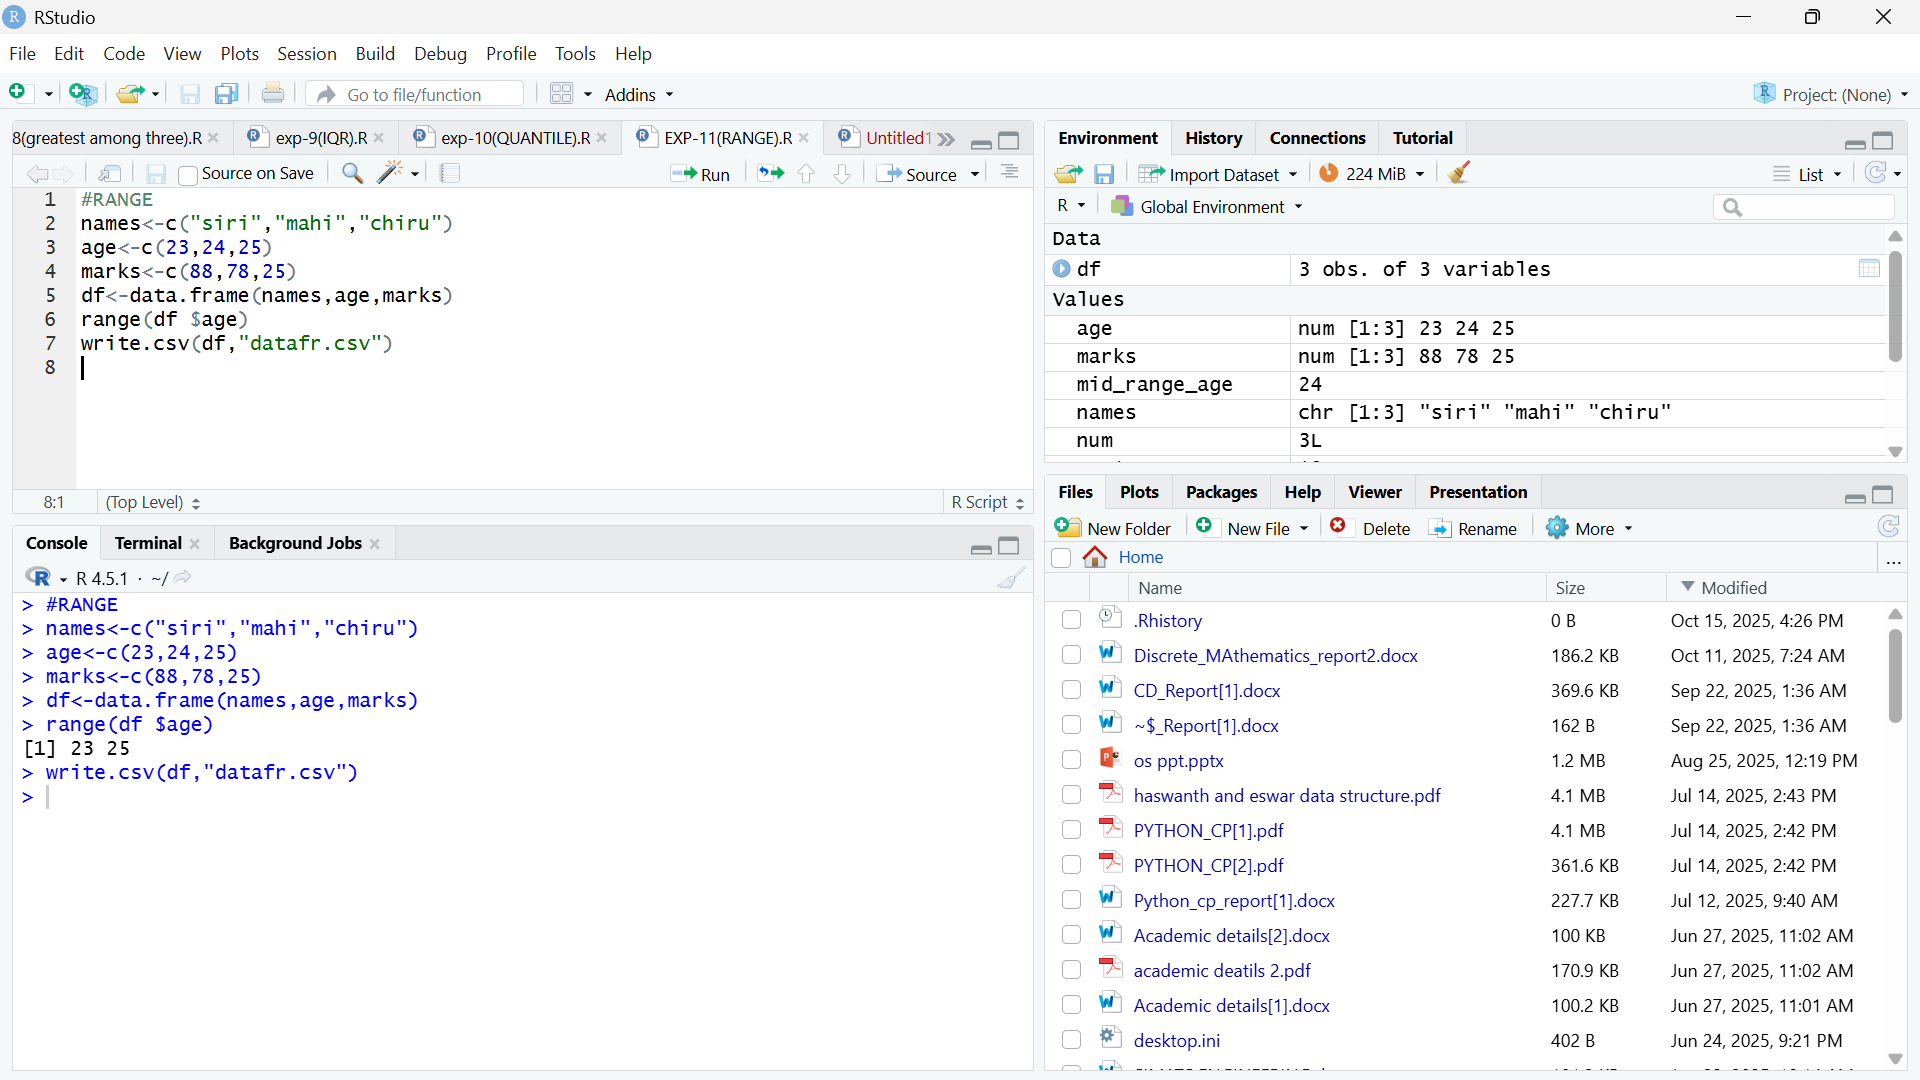 RStudio
File Edit Code View Plots Session Build Debug Profile Tools Help
Go to file/function Addins Project: (None)
8(greatest among three).R exp-9(IQR).R exp-10(QUANTILE).R EXP-11(RANGE).R Untitled1
Source on Save Run Source
1 #RANGE
2 names<-c("siri","mahi","chiru")
3 age<-c(23,24,25)
4 marks<-c(88,78,25)
5 df<-data.frame(names,age,marks)
6 range(df $age)
7 write.csv(df,"datafr.csv")
8
8:1 (Top Level) R Script
Console Terminal Background Jobs
R 4.5.1 · ~/
> #RANGE
> names<-c("siri","mahi","chiru")
> age<-c(23,24,25)
> marks<-c(88,78,25)
> df<-data.frame(names,age,marks)
> range(df $age)
[1] 23 25
> write.csv(df,"datafr.csv")
>
Environment History Connections Tutorial
Import Dataset 224 MiB List
R Global Environment
Data
df 3 obs. of 3 variables
Values
age num [1:3] 23 24 25
marks num [1:3] 88 78 25
mid_range_age 24
names chr [1:3] "siri" "mahi" "chiru"
num 3L
Files Plots Packages Help Viewer Presentation
New Folder New File Delete Rename More
Home ...
Name Size Modified
.Rhistory 0 B Oct 15, 2025, 4:26 PM
Discrete_MAthematics_report2.docx 186.2 KB Oct 11, 2025, 7:24 AM
CD_Report[1].docx 369.6 KB Sep 22, 2025, 1:36 AM
~$_Report[1].docx 162 B Sep 22, 2025, 1:36 AM
os ppt.pptx 1.2 MB Aug 25, 2025, 12:19 PM
haswanth and eswar data structure.pdf 4.1 MB Jul 14, 2025, 2:43 PM
PYTHON_CP[1].pdf 4.1 MB Jul 14, 2025, 2:42 PM
PYTHON_CP[2].pdf 361.6 KB Jul 14, 2025, 2:42 PM
Python_cp_report[1].docx 227.7 KB Jul 12, 2025, 9:40 AM
Academic details[2].docx 100 KB Jun 27, 2025, 11:02 AM
academic deatils 2.pdf 170.9 KB Jun 27, 2025, 11:02 AM
Academic details[1].docx 100.2 KB Jun 27, 2025, 11:01 AM
desktop.ini 402 B Jun 24, 2025, 9:21 PM